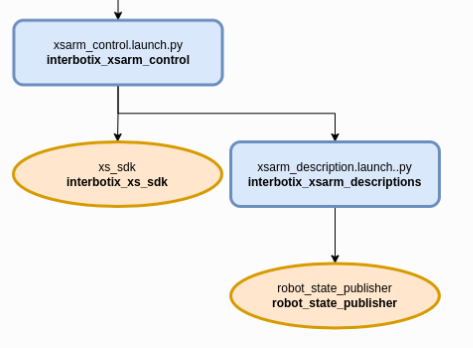 xsarm_control.launch.py
interbotix_xsarm_control
xs_sdk
interbotix_xs_sdk
xsarm_description.launch..py
interbotix_xsarm_descriptions
robot_state_publisher
robot_state_publisher